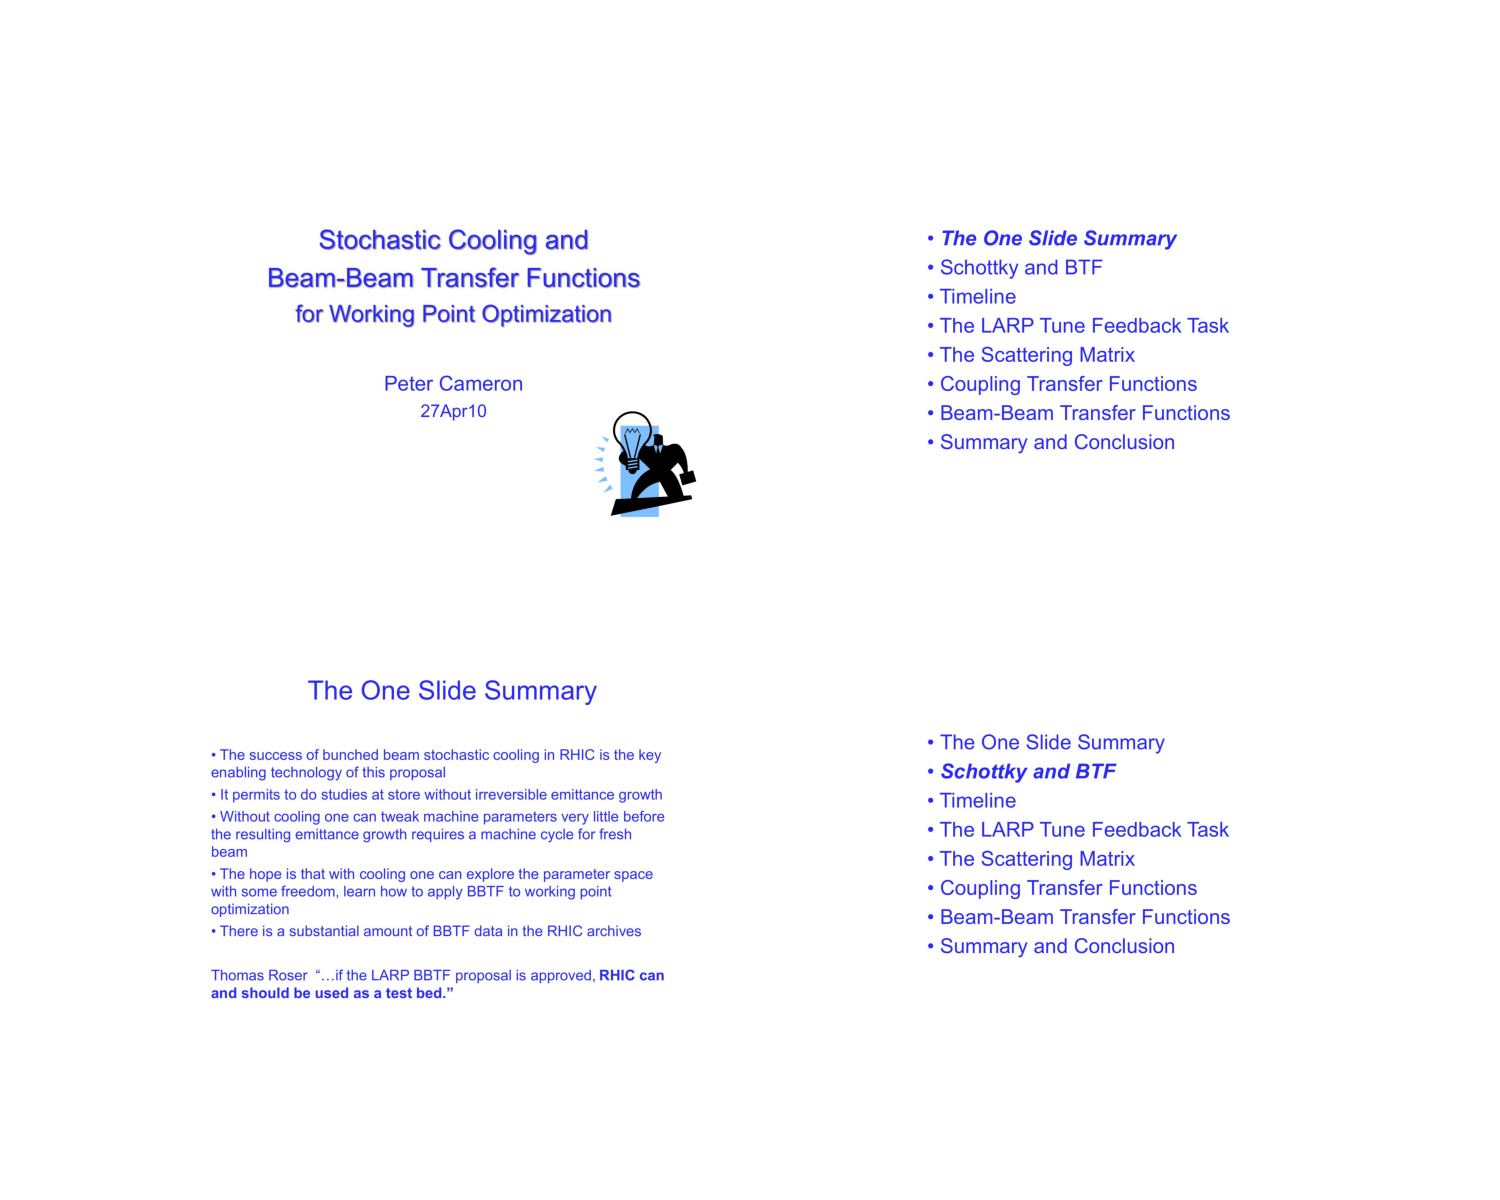 Stochastic Cooling and
Beam-Beam Transfer Functions
for Working Point Optimization
Peter Cameron
27Apr10
• The One Slide Summary
• Schottky and BTF
• Timeline
• The LARP Tune Feedback Task
• The Scattering Matrix
• Coupling Transfer Functions
• Beam-Beam Transfer Functions
• Summary and Conclusion
The One Slide Summary
• The success of bunched beam stochastic cooling in RHIC is the key
enabling technology of this proposal
• It permits to do studies at store without irreversible emittance growth
• Without cooling one can tweak machine parameters very little before
the resulting emittance growth requires a machine cycle for fresh
beam
• The hope is that with cooling one can explore the parameter space
with some freedom, learn how to apply BBTF to working point
optimization
• There is a substantial amount of BBTF data in the RHIC archives
Thomas Roser “…if the LARP BBTF proposal is approved, RHIC can
and should be used as a test bed.”
• The One Slide Summary
• Schottky and BTF
• Timeline
• The LARP Tune Feedback Task
• The Scattering Matrix
• Coupling Transfer Functions
• Beam-Beam Transfer Functions
• Summary and Conclusion